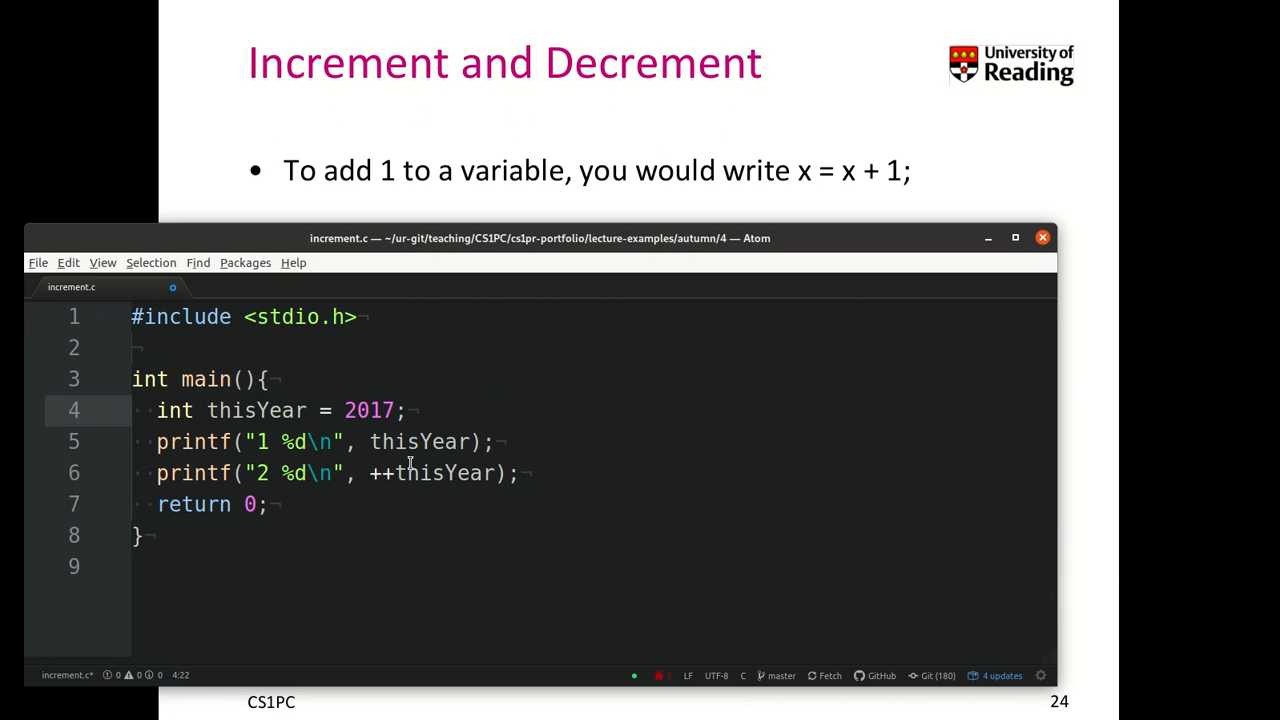 Increment and Decrement
University of
Reading
• To add 1 to a variable, you would write x = x + 1;
increment.c — ~/ur-git/teaching/CS1PC/cs1pr-portfolio/lecture-examples/autumn/4 — Atom
File Edit View Selection Find Packages Help
increment.c
1 #include <stdio.h>¬
2 ¬
3 int main(){¬
4 ··int thisYear = 2017;¬
5 ··printf("1 %d\n", thisYear);¬
6 ··printf("2 %d\n", ++thisYear);¬
7 ··return 0;¬
8 }¬
9
increment.c* 0 0 0 4:22 LF UTF-8 C master Fetch GitHub Git (180) 4 updates
CS1PC 24